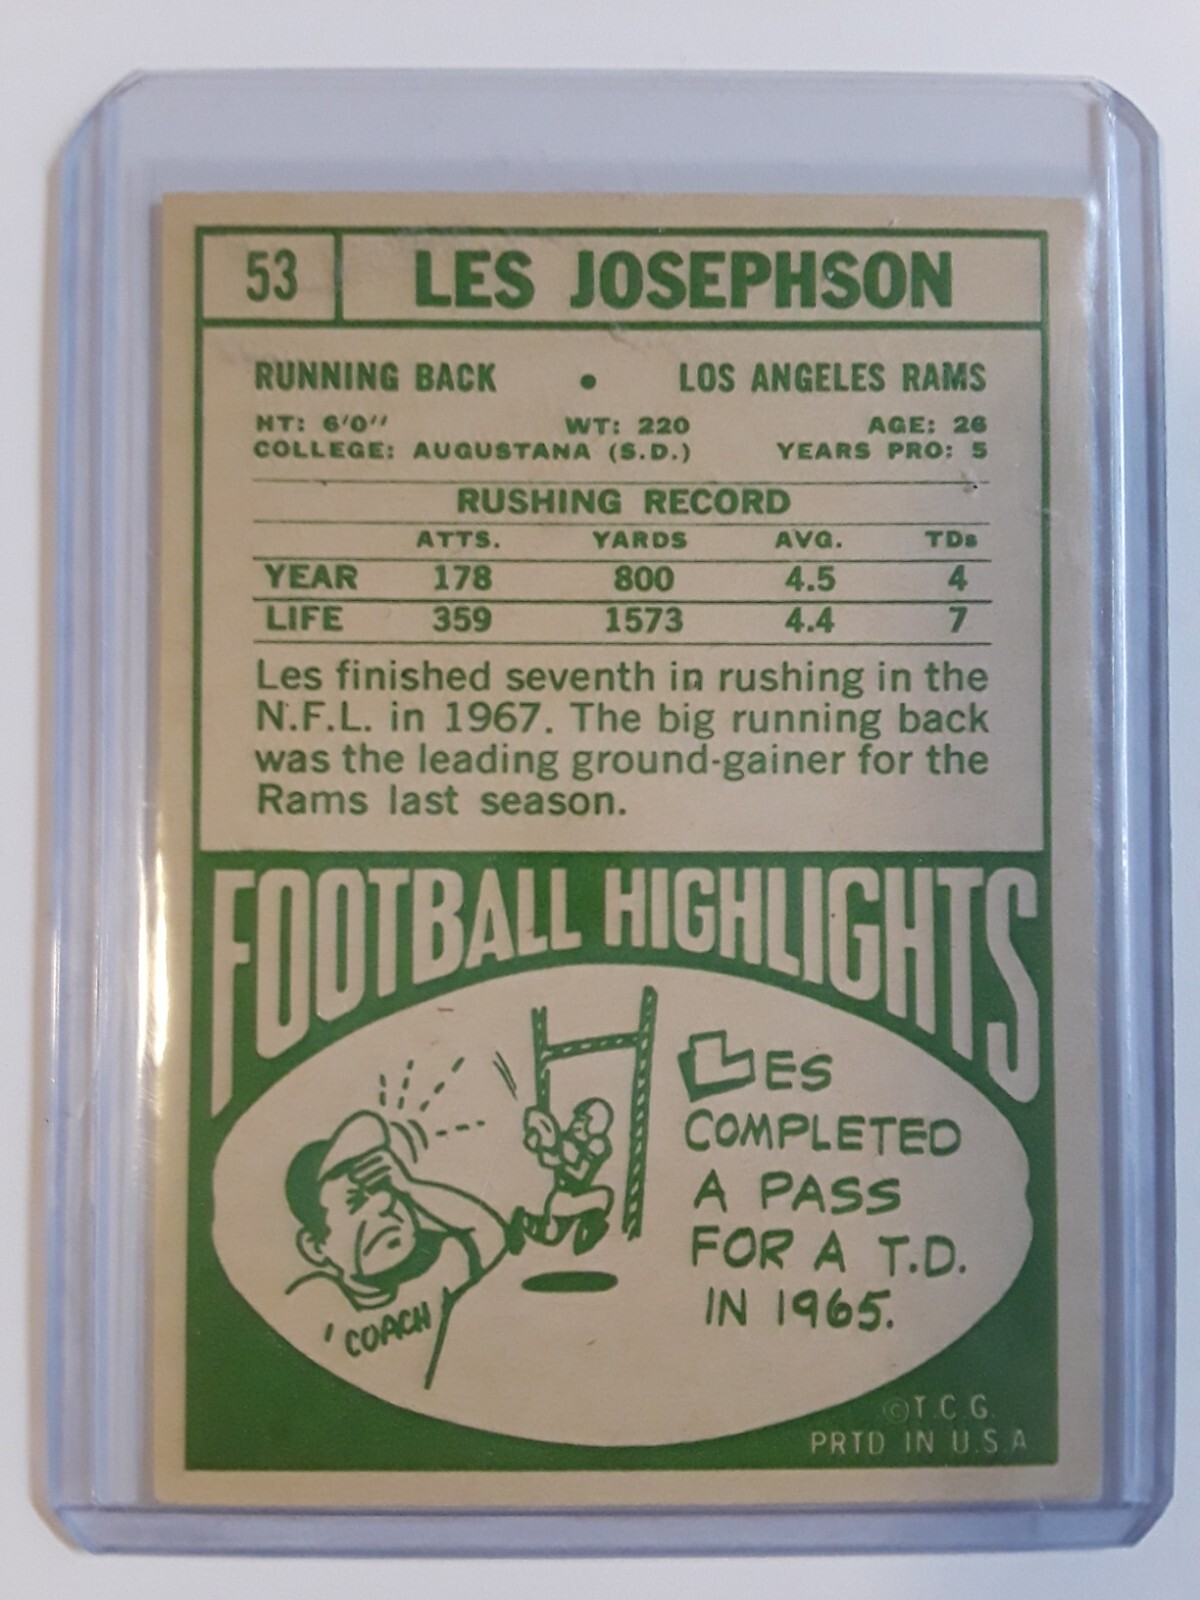 53 LES JOSEPHSON
RUNNING BACK • LOS ANGELES RAMS
HT: 6'0" WT: 220 AGE: 26
COLLEGE: AUGUSTANA (S.D.) YEARS PRO: 5
RUSHING RECORD
ATTS. YARDS AVG. TDs
YEAR 178 800 4.5 4
LIFE 359 1573 4.4 7
Les finished seventh in rushing in the
N.F.L. in 1967. The big running back
was the leading ground-gainer for the
Rams last season.
FOOTBALL HIGHLIGHTS
LES
COMPLETED
A PASS
FOR A T.D.
IN 1965.
COACH
©T.C.G.
PRTD IN U.S.A